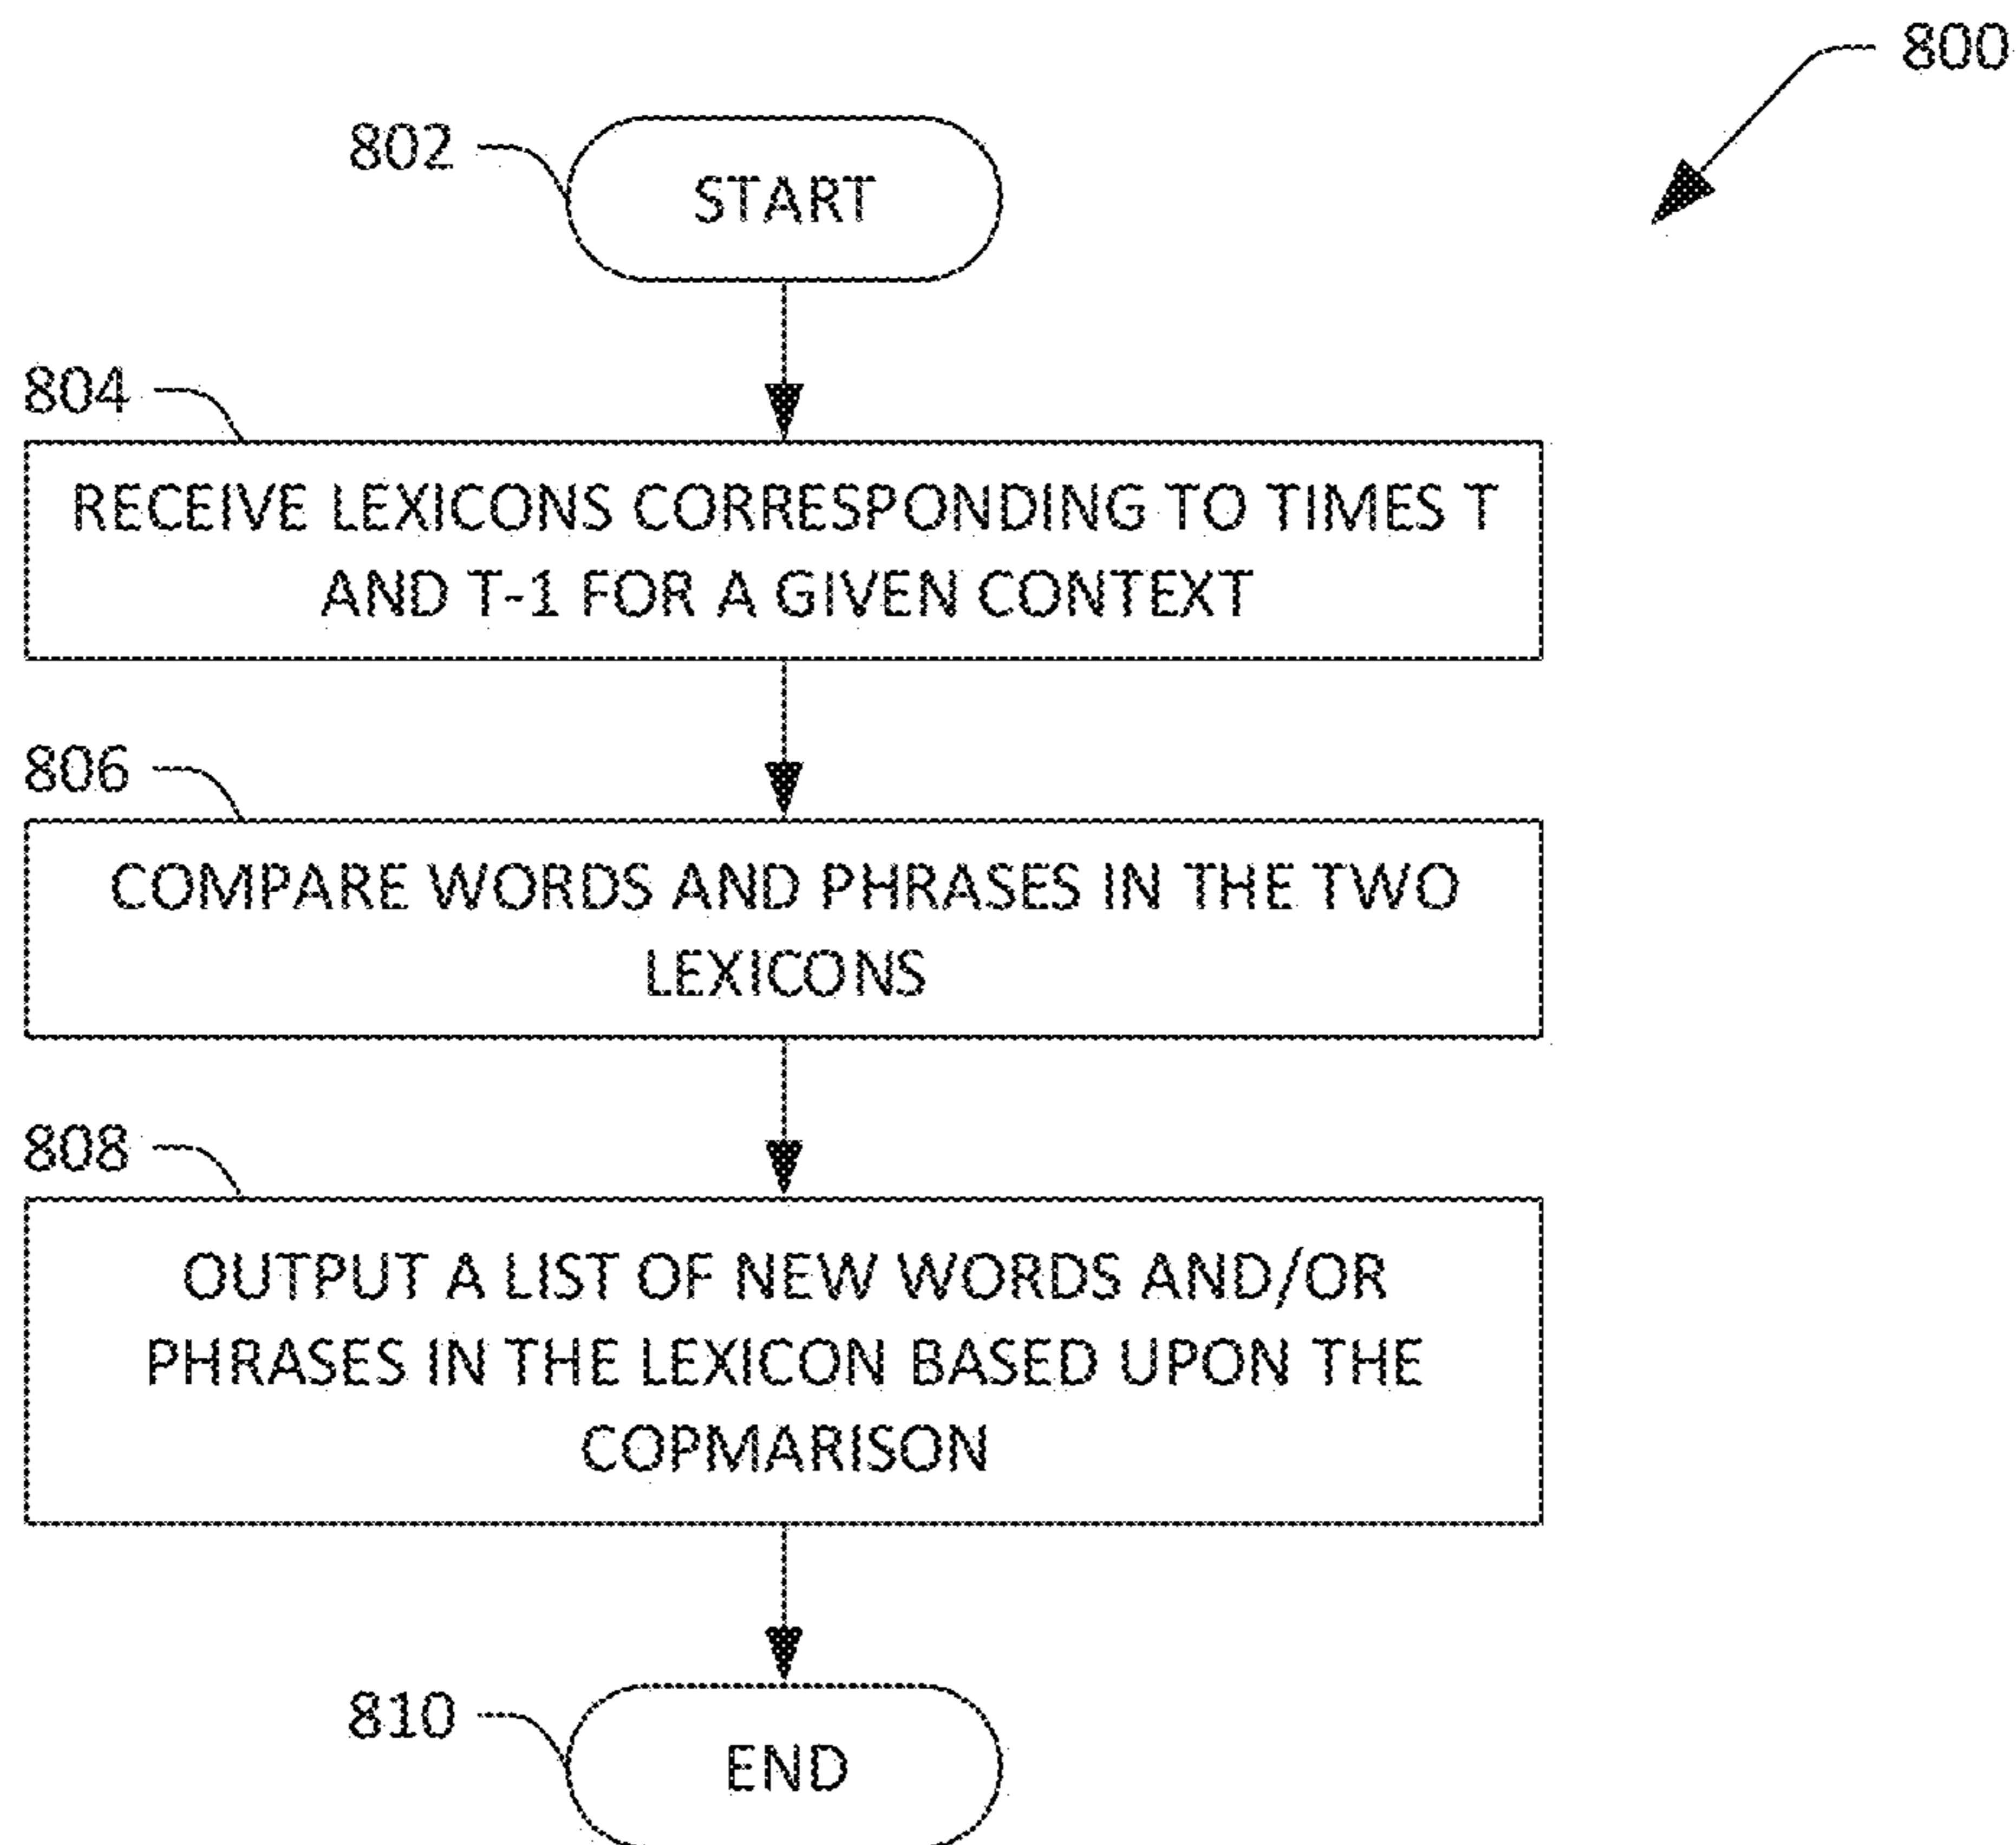 800
802
START
804
RECEIVE LEXICONS CORRESPONDING TO TIMES T
AND T-1 FOR A GIVEN CONTEXT
806
COMPARE WORDS AND PHRASES IN THE TWO
LEXICONS
808
OUTPUT A LIST OF NEW WORDS AND/OR
PHRASES IN THE LEXICON BASED UPON THE
COPMARISON
810
END